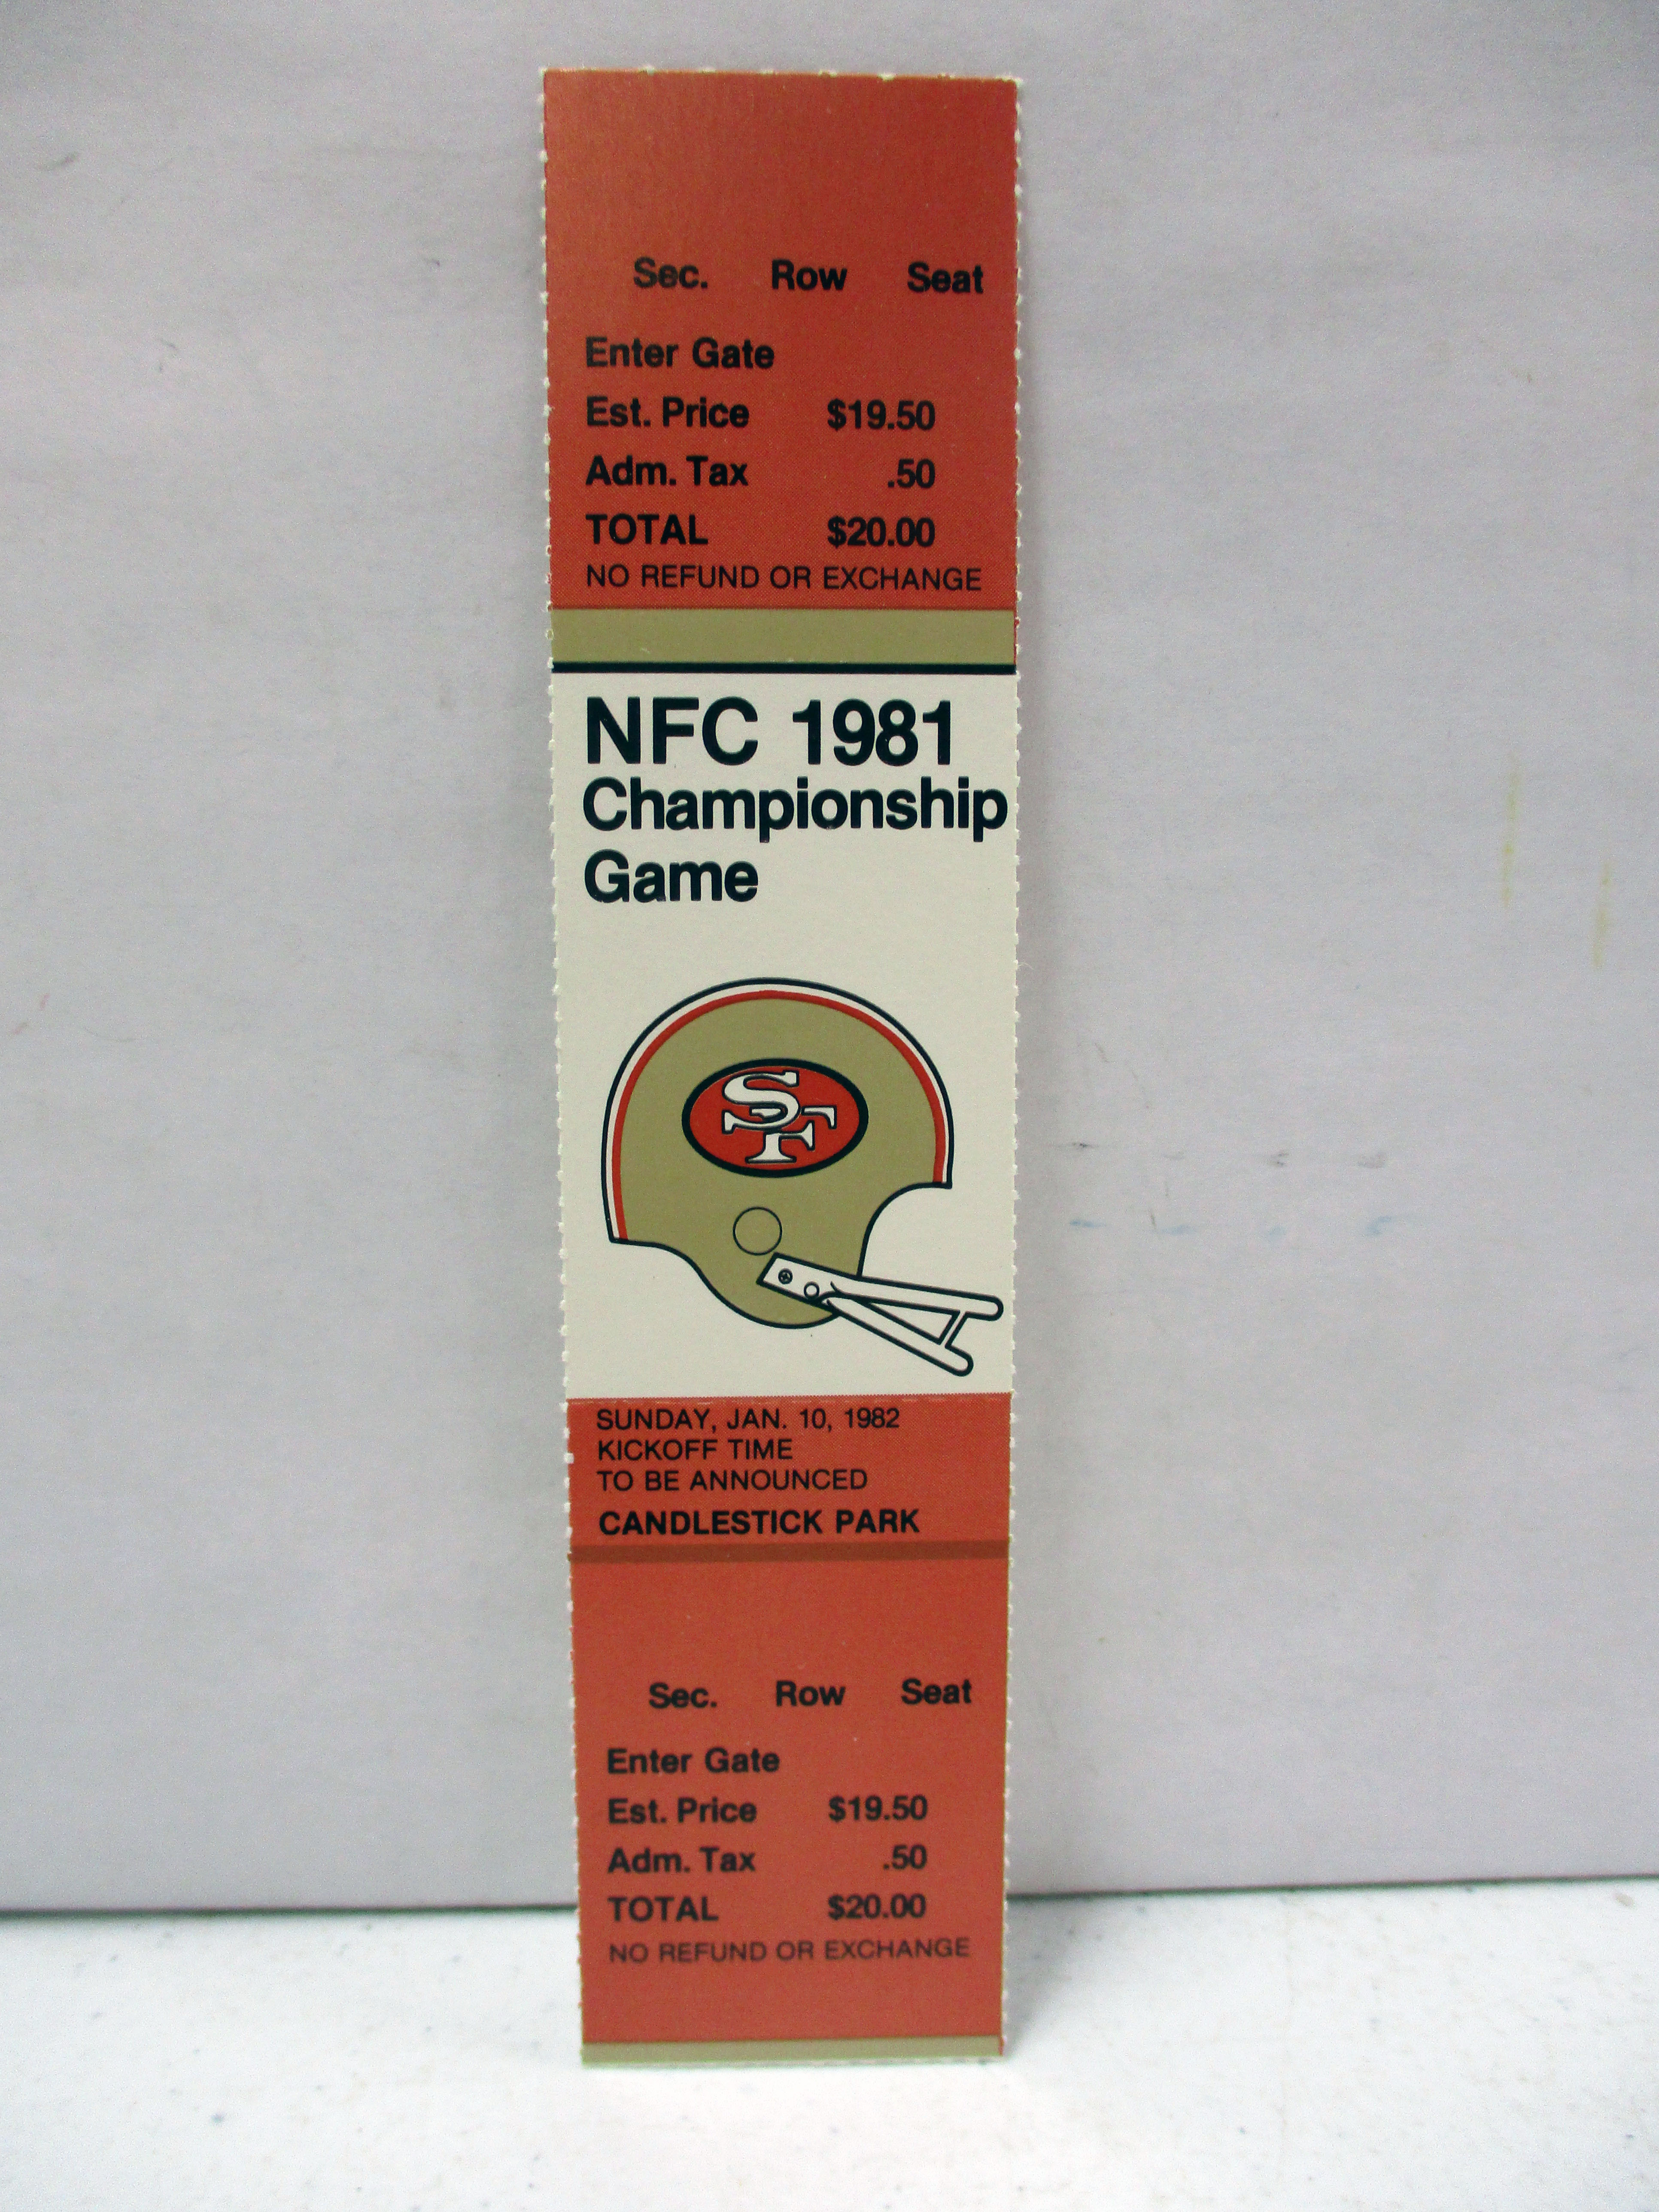 Sec. Row Seat
Enter Gate
Est. Price $19.50
Adm. Tax .50
TOTAL $20.00
NO REFUND OR EXCHANGE
NFC 1981
Championship
Game
SF
SUNDAY, JAN. 10, 1982
KICKOFF TIME
TO BE ANNOUNCED
CANDLESTICK PARK
Sec. Row Seat
Enter Gate
Est. Price $19.50
Adm. Tax .50
TOTAL $20.00
NO REFUND OR EXCHANGE